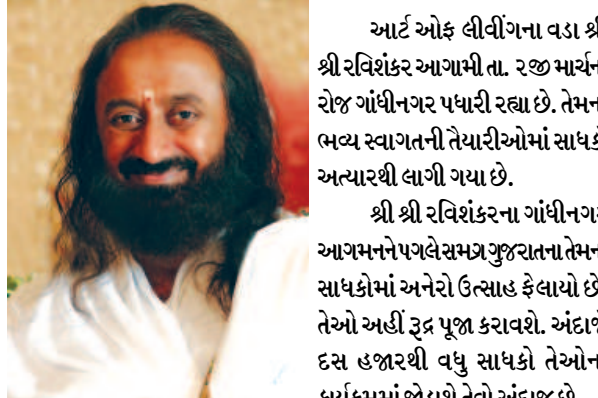 આર્ટ ઓફ લીવીંગના વડા શ્રી
શ્રી રવિશંકર આગામી તા. ૨જી માર્ચન
રોજ ગાંધીનગર પધારી રહ્યા છે. તેમન
ભવ્ય સ્વાગતની તૈયારીઓમાં સાધકો
અત્યારથી લાગી ગયા છે.
શ્રી શ્રી રવિશંકરના ગાંધીનગર
આગમનને પગલે સમગ્ર ગુજરાતના તેમન
સાધકોમાં અનેરો ઉત્સાહ ફેલાયો છે
તેઓ અહીં રૂદ્ર પૂજા કરાવશે. અંદાજે
દસ હજારથી વધુ સાધકો તેઓન
કાર્યક્રમમાં જોડાશે તેવો અંદાજ છે.